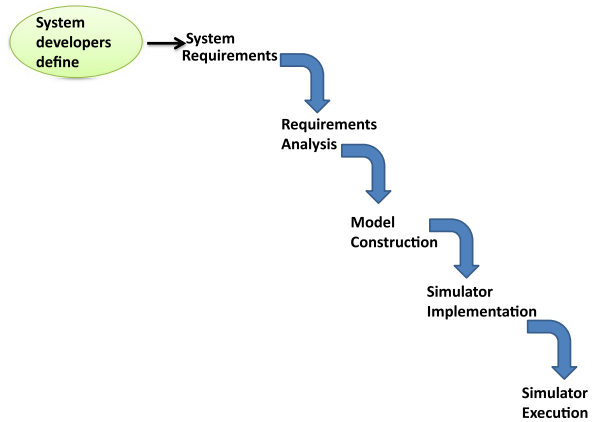 System
developers
define
System
Requirements
Requirements
Analysis
Model
Construction
Simulator
Implementation
Simulator
Execution